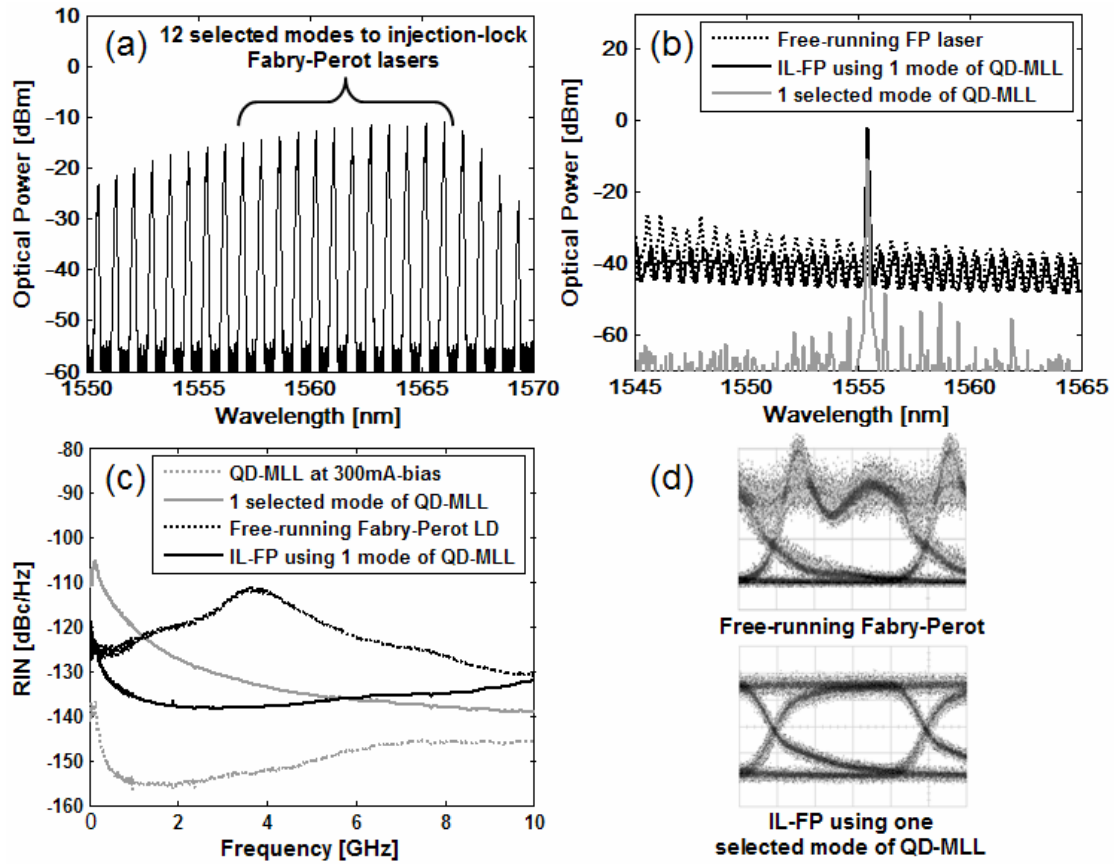 (a)
12 selected modes to injection-lock
Fabry-Perot lasers
Optical Power [dBm]
10
0
−10
−20
−30
−40
−50
−60
1550
1555
1560
1565
1570
Wavelength [nm]
(b)
Free-running FP laser
IL-FP using 1 mode of QD-MLL
1 selected mode of QD-MLL
Optical Power [dBm]
20
0
−20
−40
−60
1545
1550
1555
1560
1565
Wavelength [nm]
(c)
QD-MLL at 300mA-bias
1 selected mode of QD-MLL
Free-running Fabry-Perot LD
IL-FP using 1 mode of QD-MLL
RIN [dBc/Hz]
-80
-90
-100
-110
-120
-130
-140
-150
-160
0
2
4
6
8
10
Frequency [GHz]
(d)
Free-running Fabry-Perot
IL-FP using one
selected mode of QD-MLL